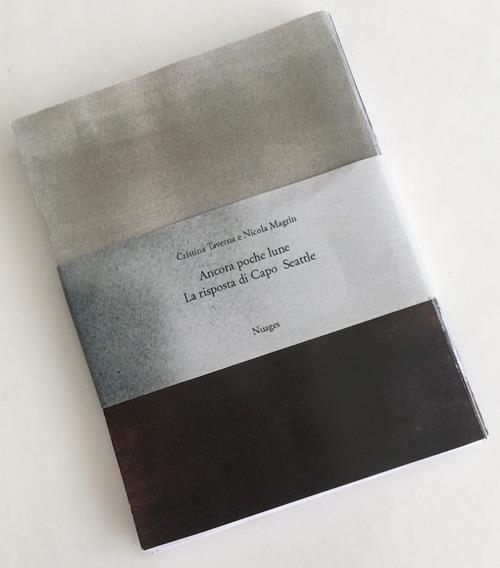 Cristina Taverna e Nicola Magrin
Ancora poche lune
La risposta di Capo Seattle
Nuages